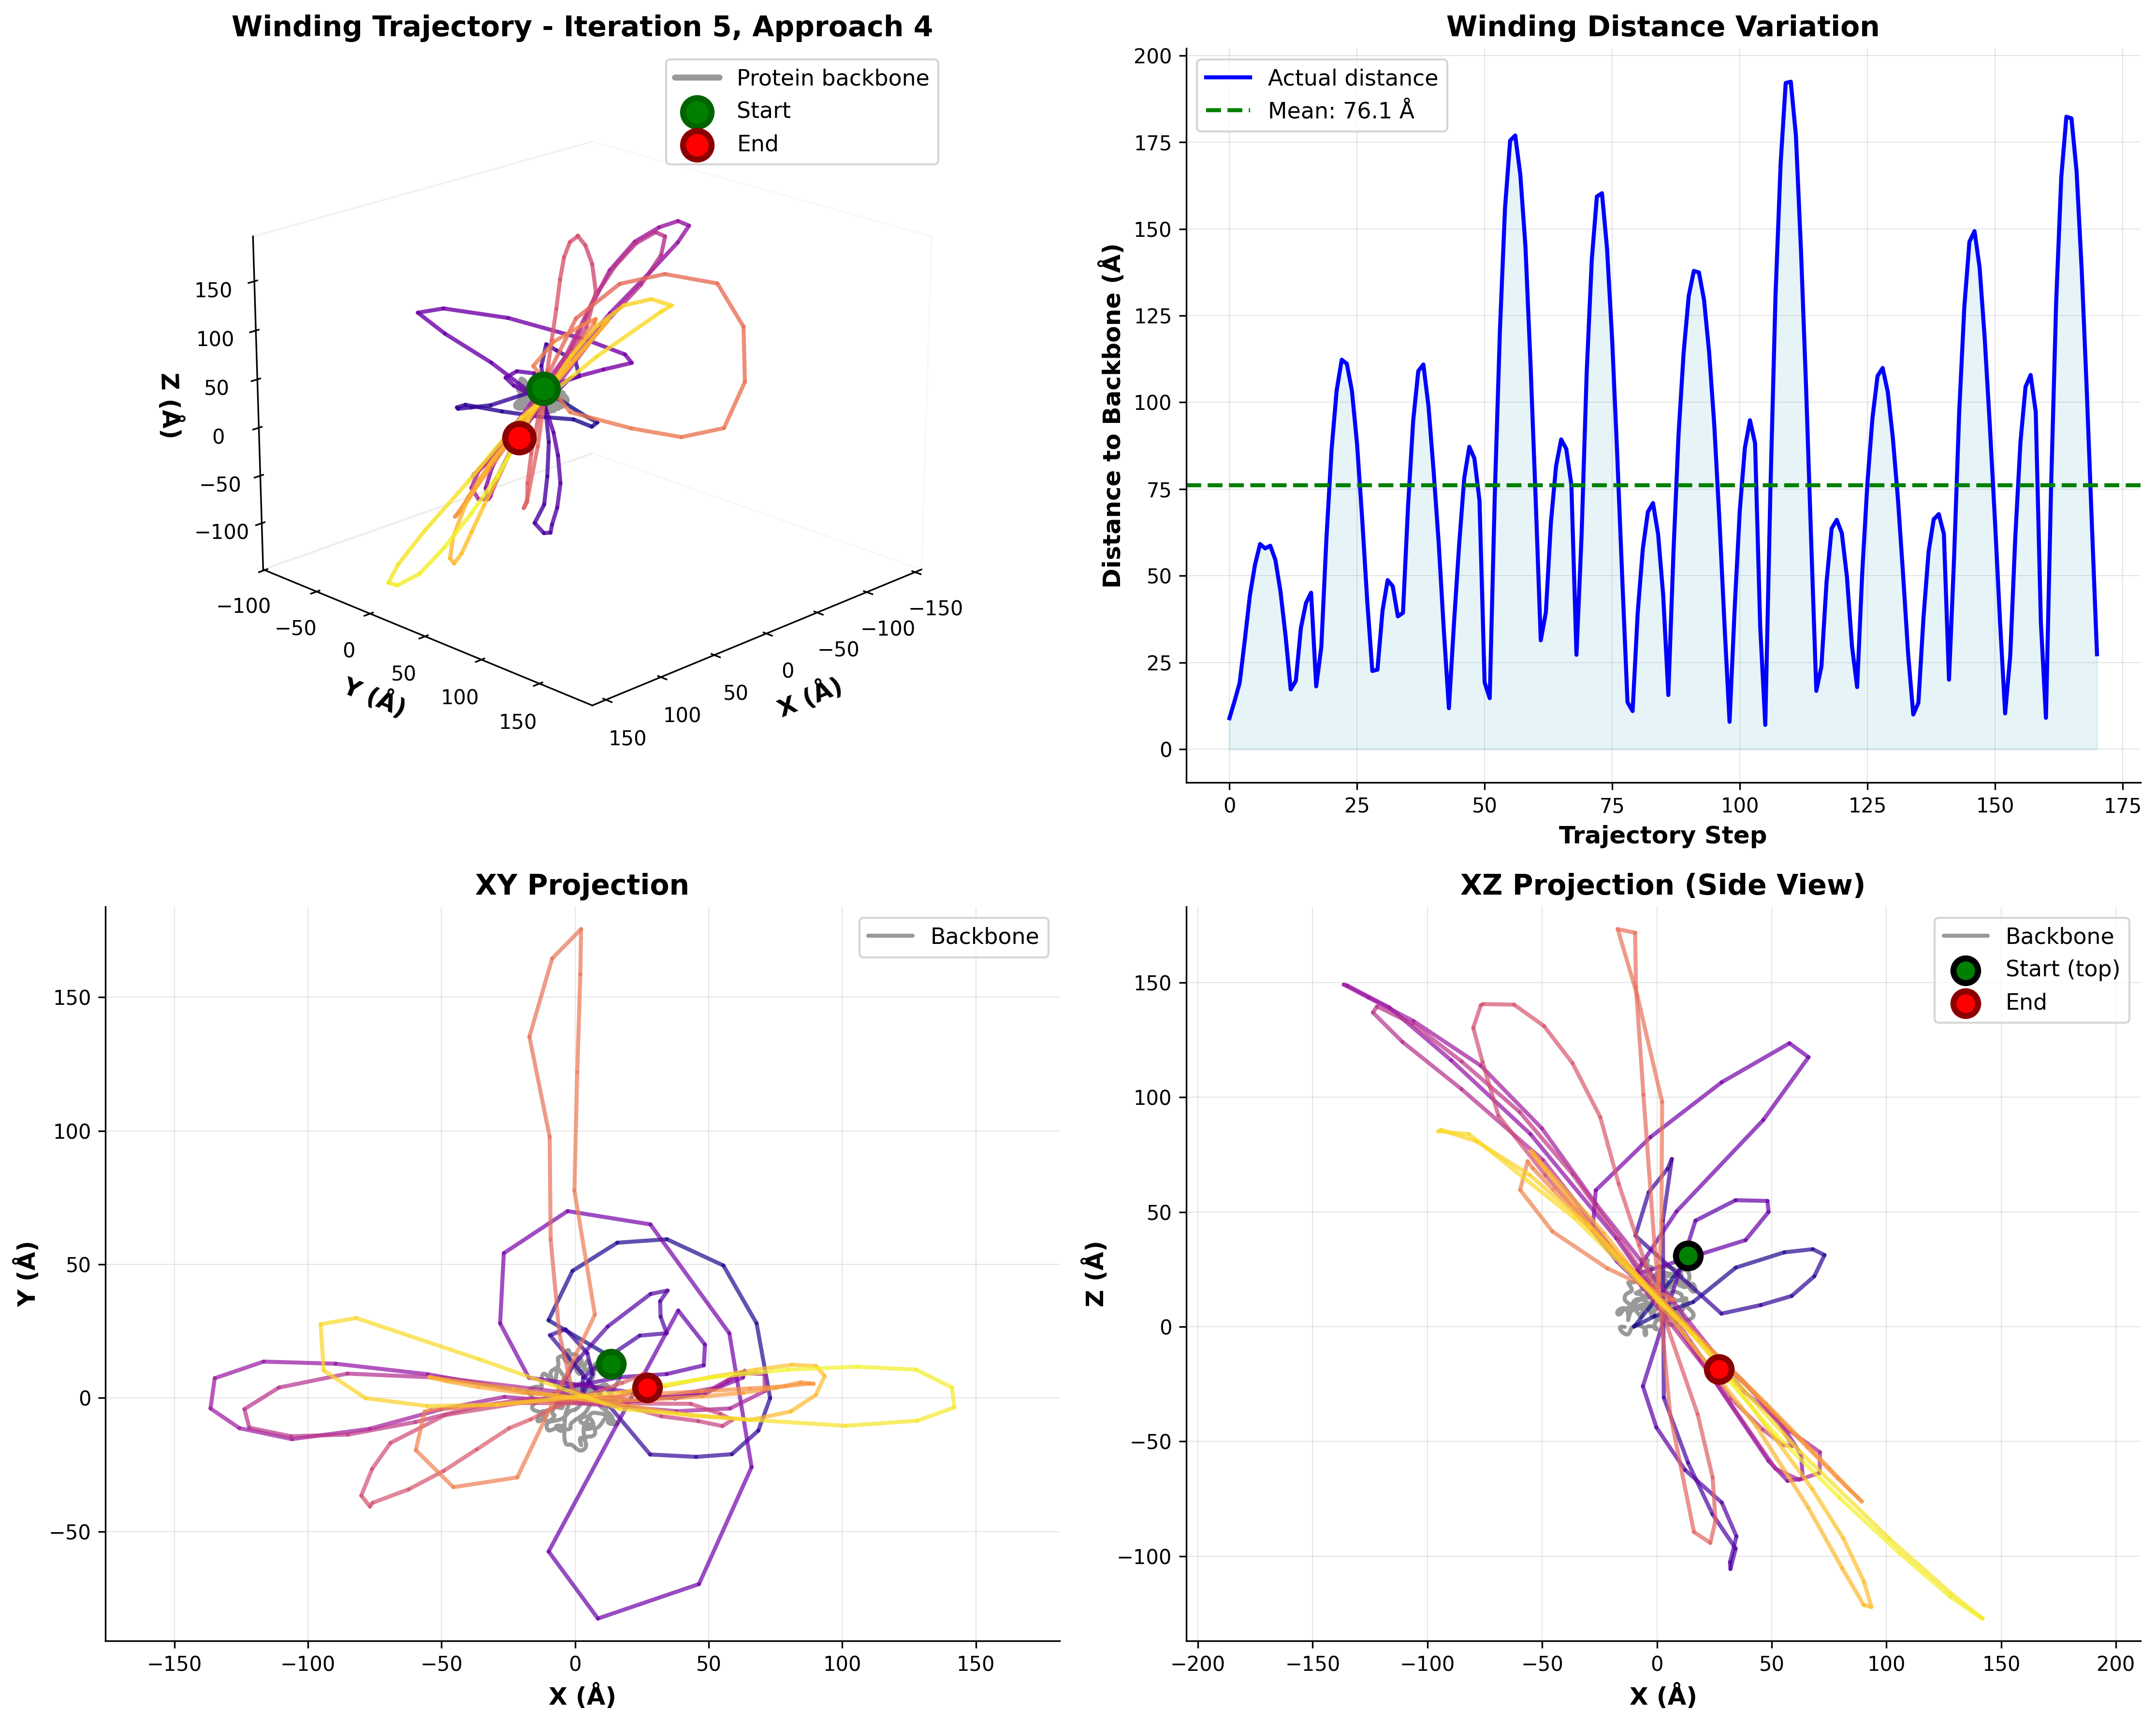 Winding Trajectory - Iteration 5, Approach 4
Protein backbone
Start
End
150
100
50
0
−50
−100
Z (Å)
−100
−50
0
50
100
150
Y (Å)
150
100
50
0
−50
−100
−150
X (Å)
Winding Distance Variation
Actual distance
Mean: 76.1 Å
200
175
150
125
100
75
50
25
0
Distance to Backbone (Å)
0 25 50 75 100 125 150 175
Trajectory Step
XY Projection
Backbone
150
100
50
0
−50
Y (Å)
−150 −100 −50 0 50 100 150
X (Å)
XZ Projection (Side View)
Backbone
Start (top)
End
150
100
50
0
−50
−100
Z (Å)
−200 −150 −100 −50 0 50 100 150 200
X (Å)